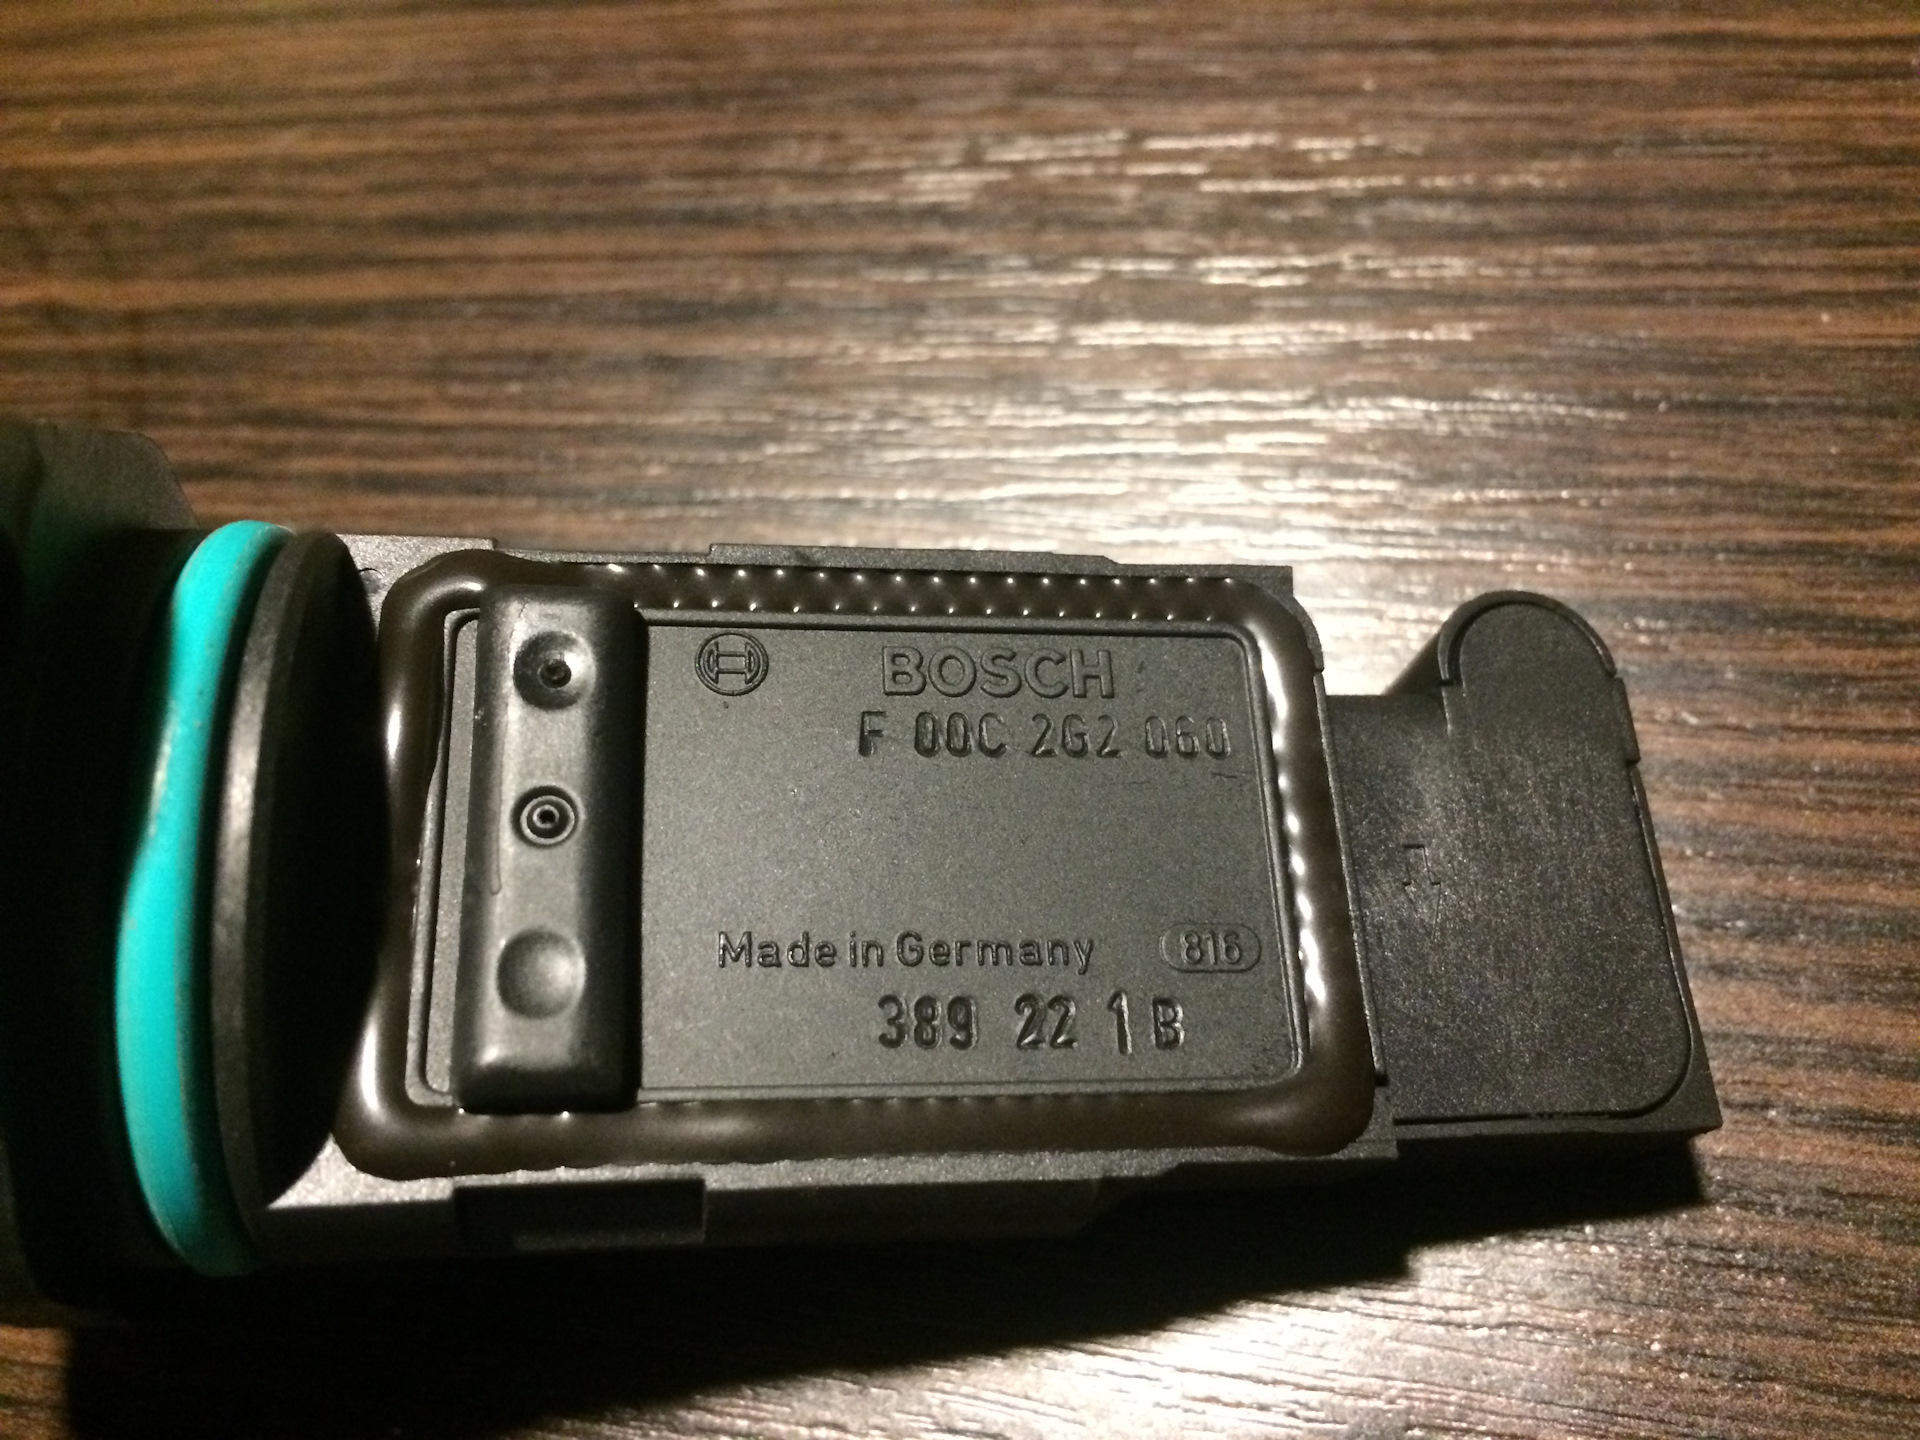 BOSCH
F 00C 2G2 060
Made in Germany 816
389 22 1 B